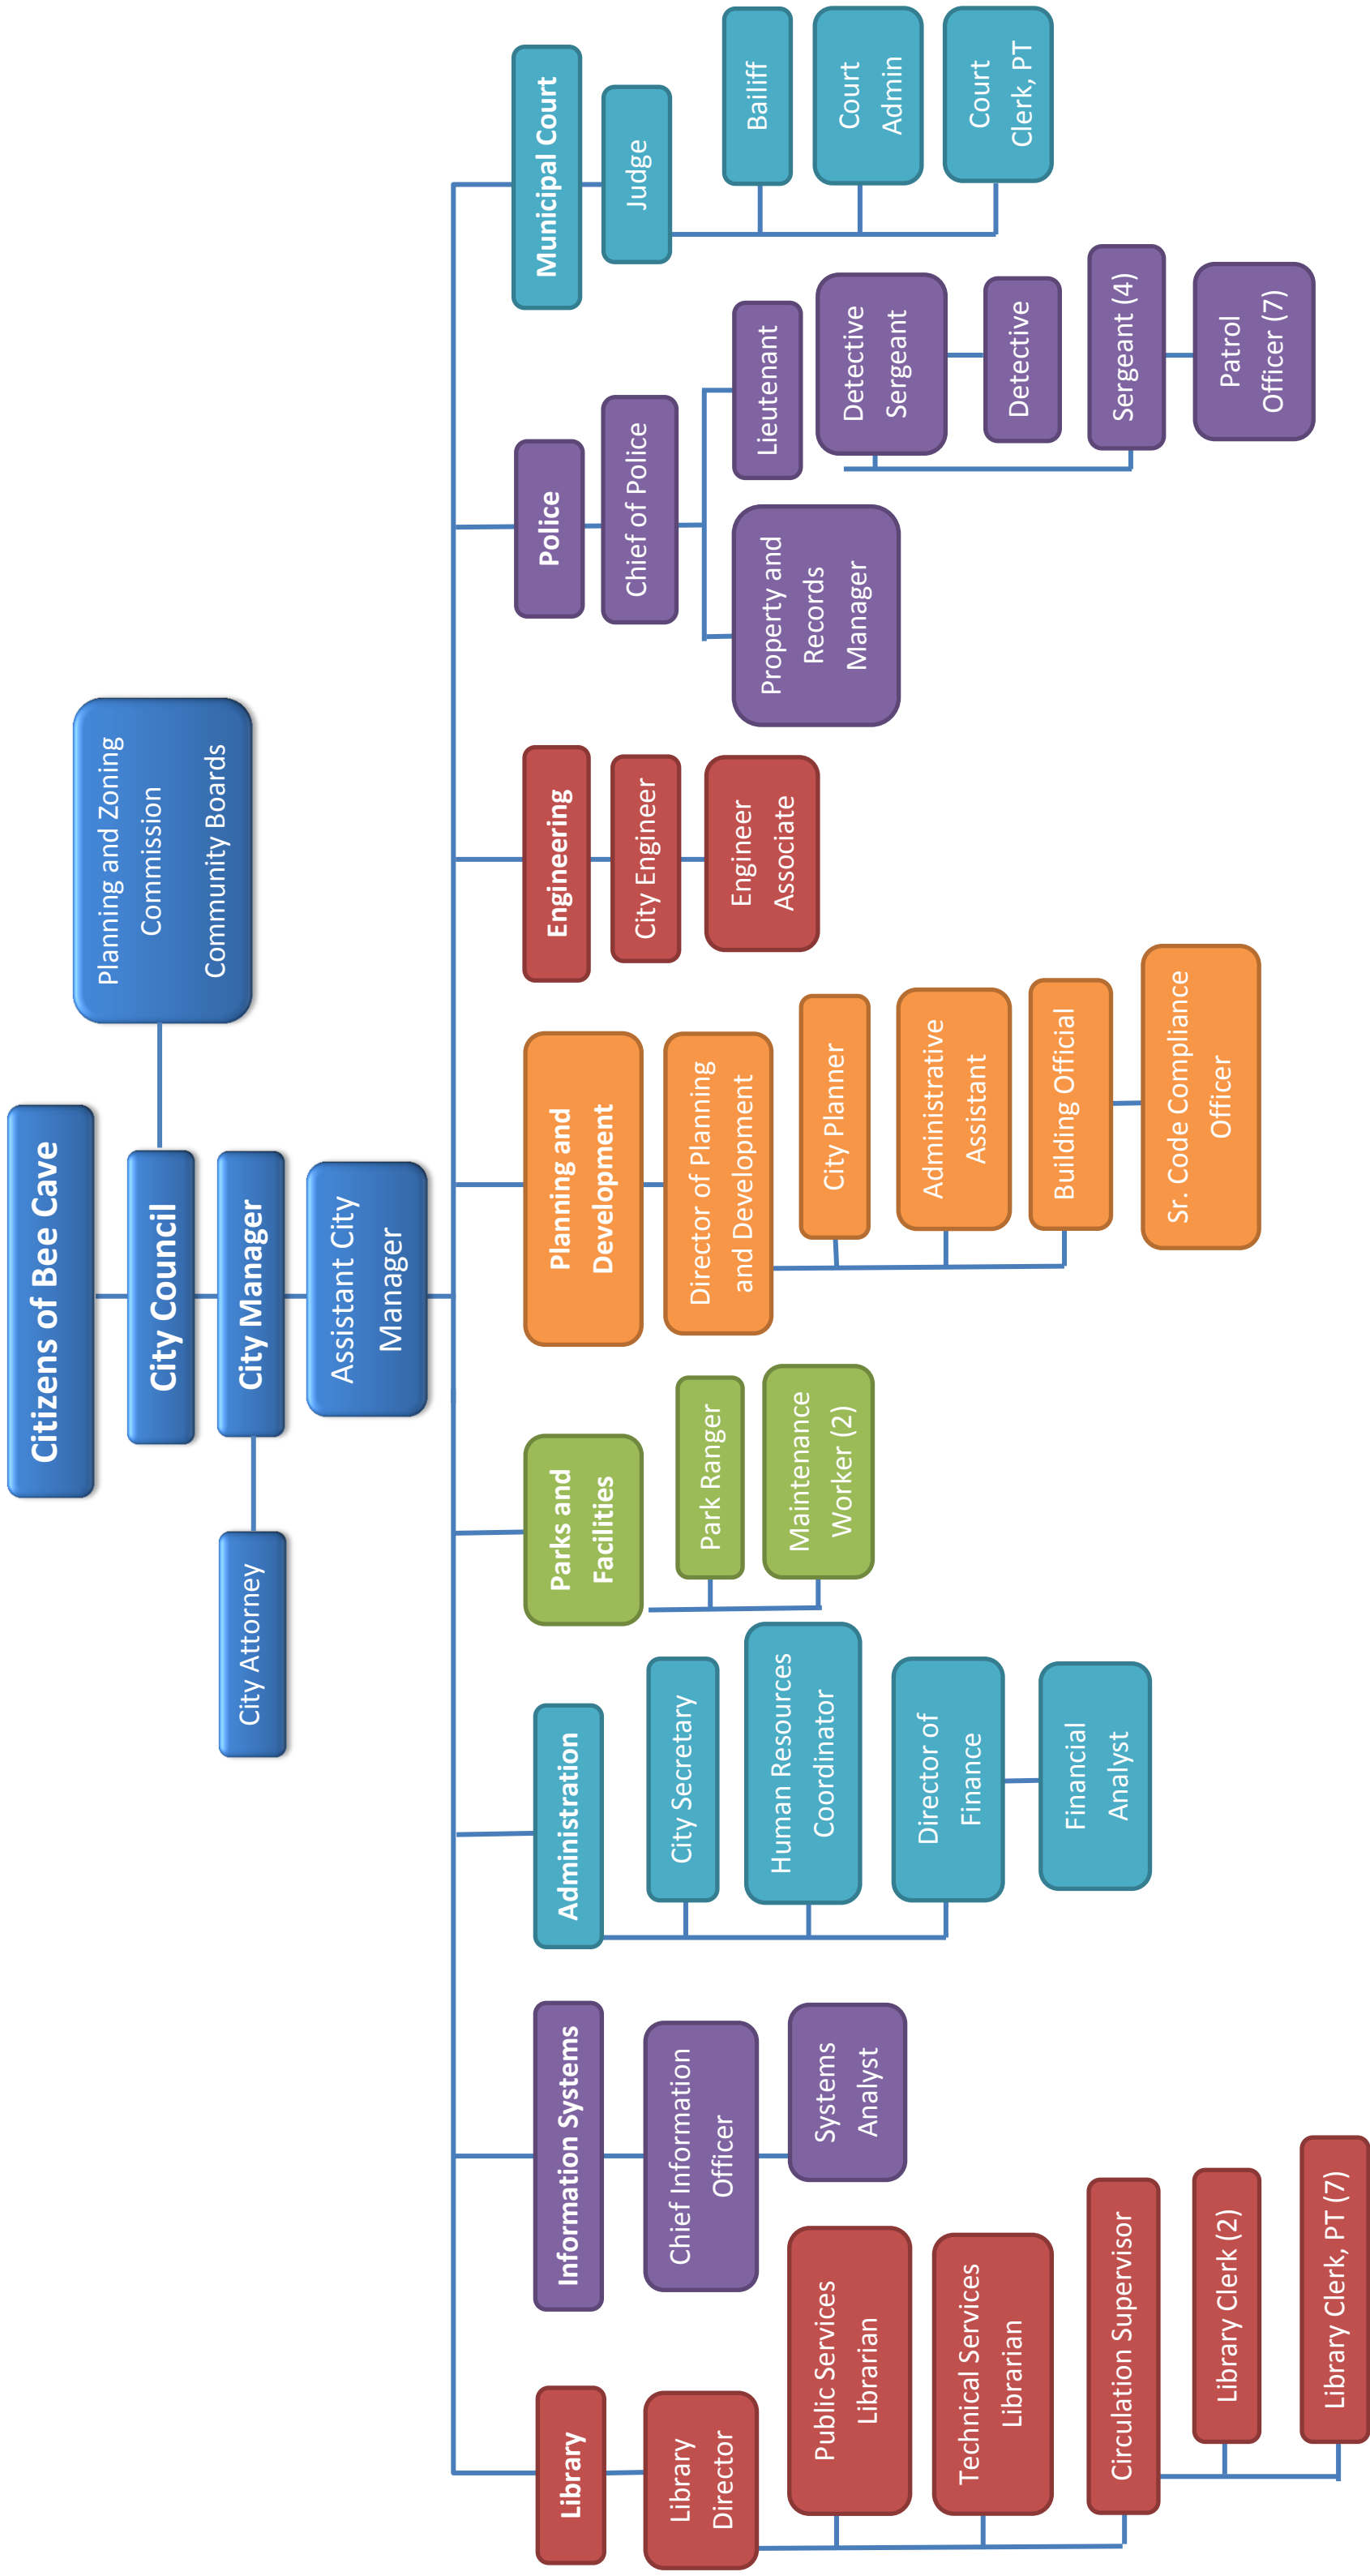 Citizens of Bee Cave
City Council
Planning and Zoning
Commission
Community Boards
City Manager
City Attorney
Assistant City
Manager
Library
Library
Director
Public Services
Librarian
Technical Services
Librarian
Circulation Supervisor
Library Clerk (2)
Library Clerk, PT (7)
Information Systems
Chief Information
Officer
Systems
Analyst
Administration
City Secretary
Human Resources
Coordinator
Director of
Finance
Financial
Analyst
Parks and
Facilities
Park Ranger
Maintenance
Worker (2)
Planning and
Development
Director of Planning
and Development
City Planner
Administrative
Assistant
Building Official
Sr. Code Compliance
Officer
Engineering
City Engineer
Engineer
Associate
Police
Chief of Police
Property and
Records
Manager
Lieutenant
Detective
Sergeant
Detective
Sergeant (4)
Patrol
Officer (7)
Municipal Court
Judge
Bailiff
Court
Admin
Court
Clerk, PT